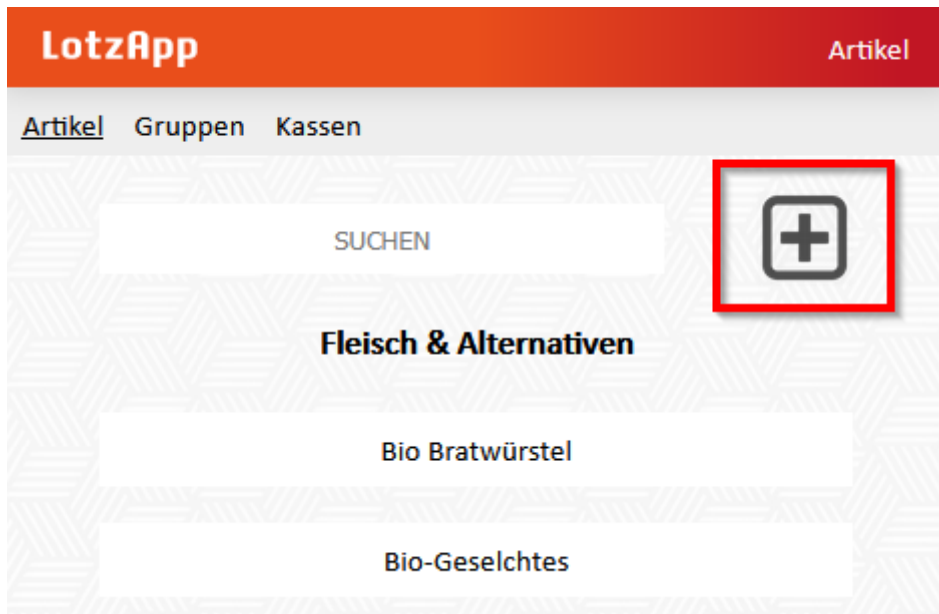 LotzApp
Artikel
Artikel Gruppen Kassen
SUCHEN
Fleisch & Alternativen
Bio Bratwürstel
Bio-Geselchtes